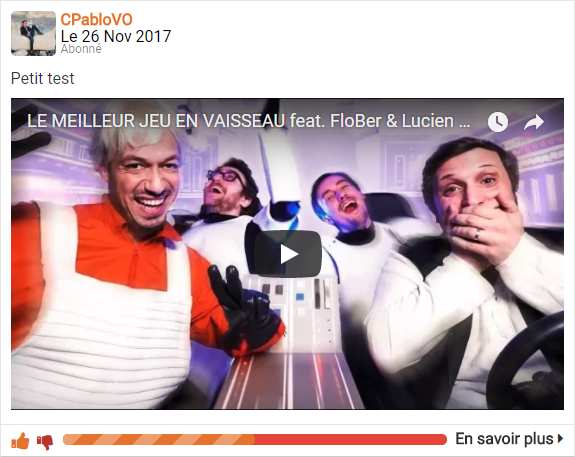 CPabloVO
Le 26 Nov 2017
Abonné
Petit test
LE MEILLEUR JEU EN VAISSEAU feat. FloBer & Lucien ...
En savoir plus